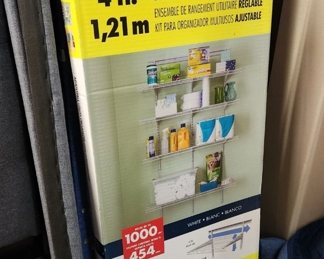 4 ft.
1,21 m
ENSEMBLE DE RANGEMENT UTILITAIRE RÉGLABLE
KIT PARA ORGANIZADOR MULTIUSOS AJUSTABLE
WHITE • BLANC • BLANCO
1000
454